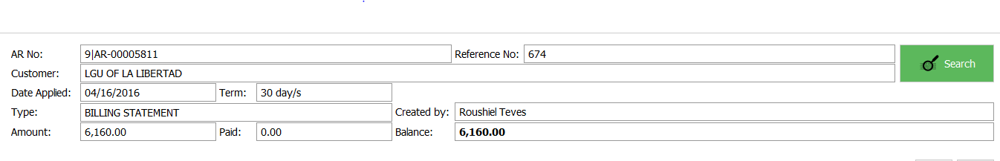 AR No: 9|AR-00005811 Reference No: 674 Search
Customer: LGU OF LA LIBERTAD
Date Applied: 04/16/2016 Term: 30 day/s
Type: BILLING STATEMENT Created by: Roushiel Teves
Amount: 6,160.00 Paid: 0.00 Balance: 6,160.00